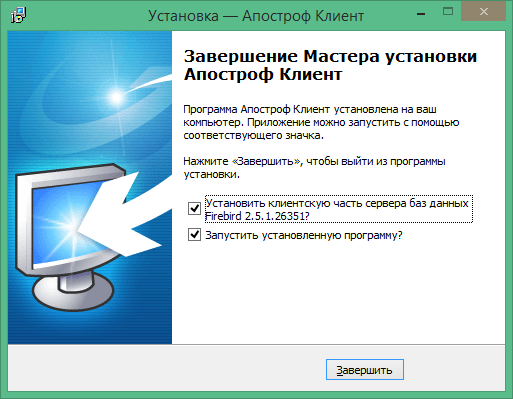 Установка — Апостроф Клиент
Завершение Мастера установки
Апостроф Клиент
Программа Апостроф Клиент установлена на ваш
компьютер. Приложение можно запустить с помощью
соответствующего значка.
Нажмите «Завершить», чтобы выйти из программы
установки.
Установить клиентскую часть сервера баз данных
Firebird 2.5.1.26351?
Запустить установленную программу?
Завершить